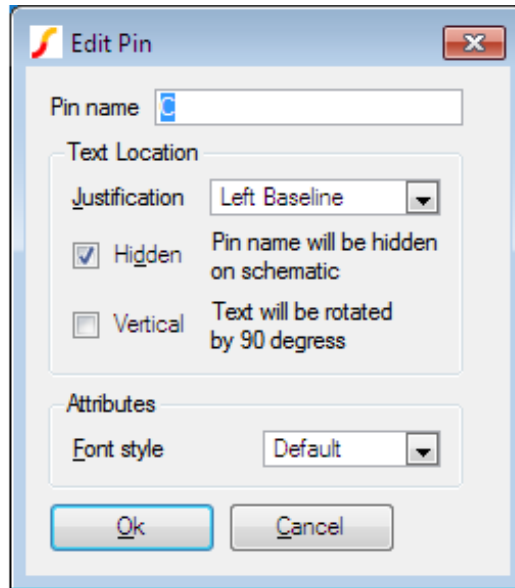 Edit Pin
Pin name C
Text Location
Justification Left Baseline
Hidden Pin name will be hidden
on schematic
Vertical Text will be rotated
by 90 degress
Attributes
Font style Default
Ok Cancel